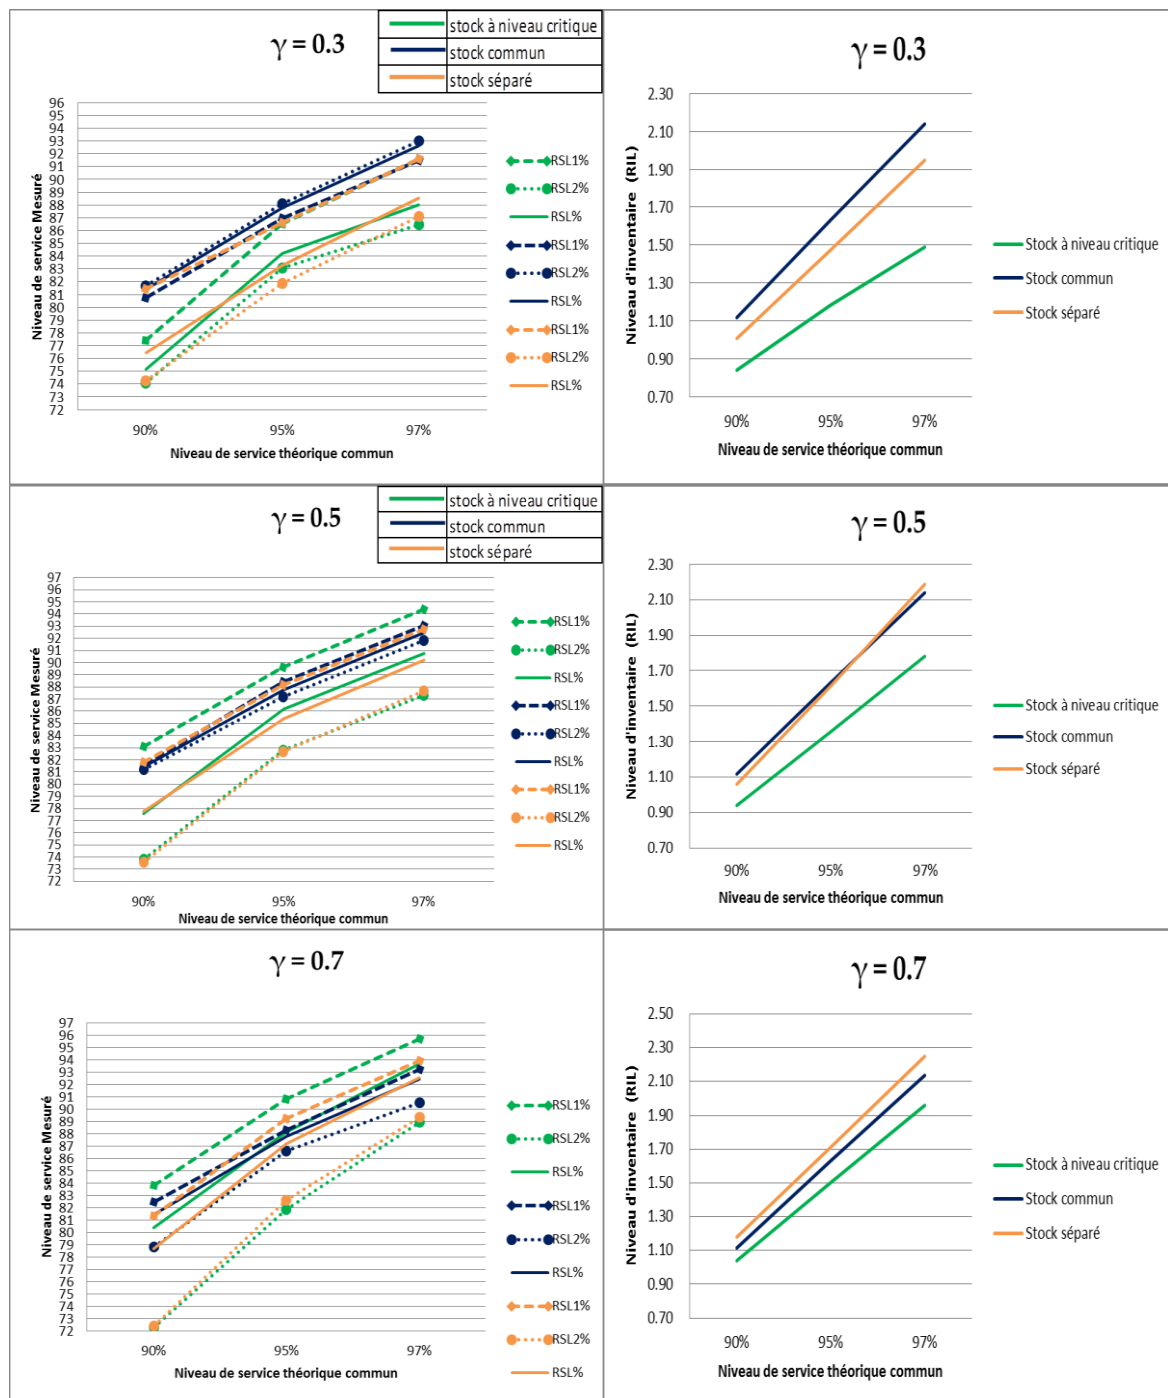 γ = 0.3
stock à niveau critique
stock commun
stock séparé
Niveau de service Mesuré
96
95
94
93
92
91
90
89
88
87
86
85
84
83
82
81
80
79
78
77
76
75
74
73
72
90%
95%
97%
Niveau de service théorique commun
RSL1%
RSL2%
RSL%
RSL1%
RSL2%
RSL%
RSL1%
RSL2%
RSL%
γ = 0.3
Niveau d'inventaire (RIL)
2.30
2.10
1.90
1.70
1.50
1.30
1.10
0.90
0.70
90%
95%
97%
Niveau de service théorique commun
Stock à niveau critique
Stock commun
Stock séparé
γ = 0.5
stock à niveau critique
stock commun
stock séparé
Niveau de service Mesuré
97
96
95
94
93
92
91
90
89
88
87
86
85
84
83
82
81
80
79
78
77
76
75
74
73
72
90%
95%
97%
Niveau de service théorique commun
RSL1%
RSL2%
RSL%
RSL1%
RSL2%
RSL%
RSL1%
RSL2%
RSL%
γ = 0.5
Niveau d'inventaire (RIL)
2.30
2.10
1.90
1.70
1.50
1.30
1.10
0.90
0.70
90%
95%
97%
Niveau de service théorique commun
Stock à niveau critique
Stock commun
Stock séparé
γ = 0.7
Niveau de service Mesuré
97
96
95
94
93
92
91
90
89
88
87
86
85
84
83
82
81
80
79
78
77
76
75
74
73
72
90%
95%
97%
Niveau de service théorique commun
RSL1%
RSL2%
RSL%
RSL1%
RSL2%
RSL%
RSL1%
RSL2%
RSL%
γ = 0.7
Niveau d'inventaire (RIL)
2.50
2.30
2.10
1.90
1.70
1.50
1.30
1.10
0.90
0.70
90%
95%
97%
Niveau de service théorique commun
Stock à niveau critique
Stock commun
Stock séparé